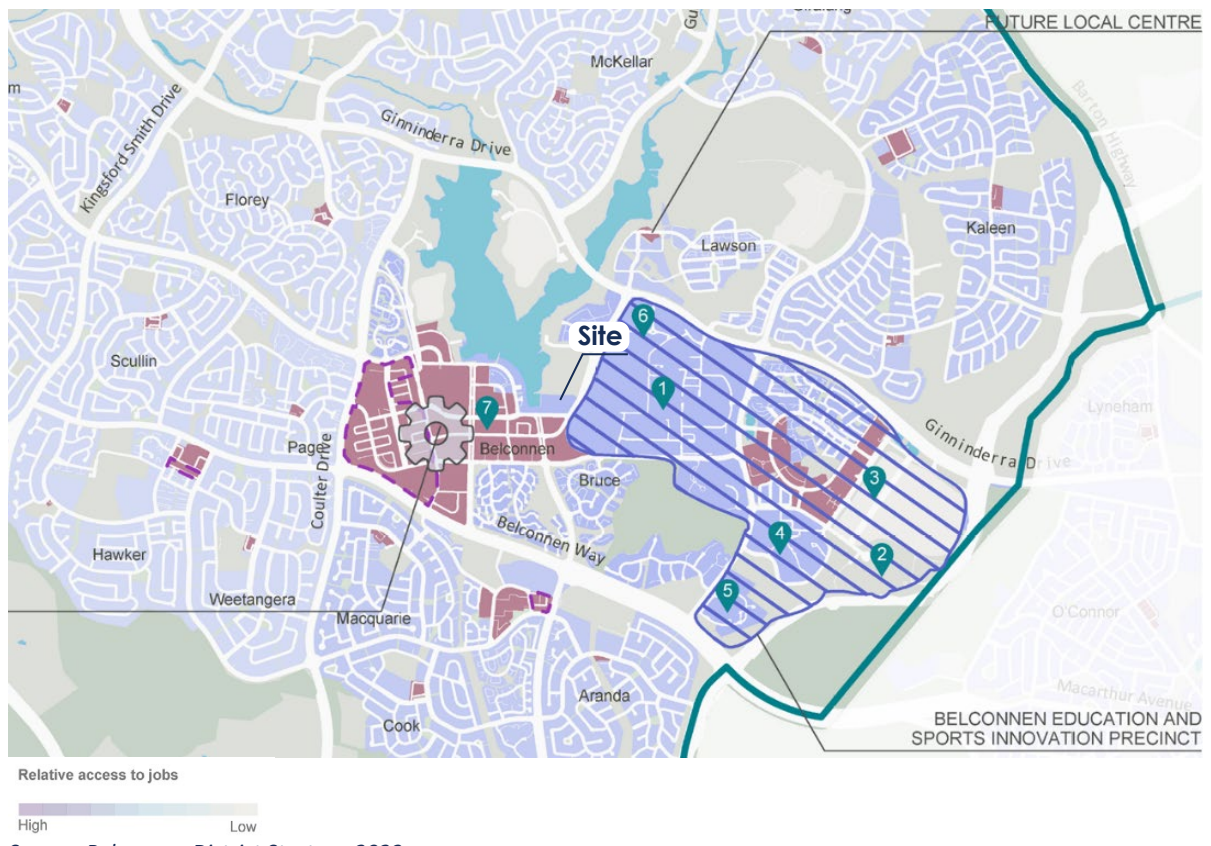 FUTURE LOCAL CENTRE
McKellar
Barton Highway
Kingsford Smith Drive
Ginninderra Drive
Florey
Kaleen
Lawson
6
Site
Scullin
1
Lyneham
7
Ginninderra Drive
Page
Belconnen
Coulter Drive
Bruce
3
Belconnen Way
4
2
Hawker
5
Weetangera
O'Connor
Macquarie
Aranda
Macarthur Avenue
Cook
BELCONNEN EDUCATION AND
SPORTS INNOVATION PRECINCT
Relative access to jobs
High Low